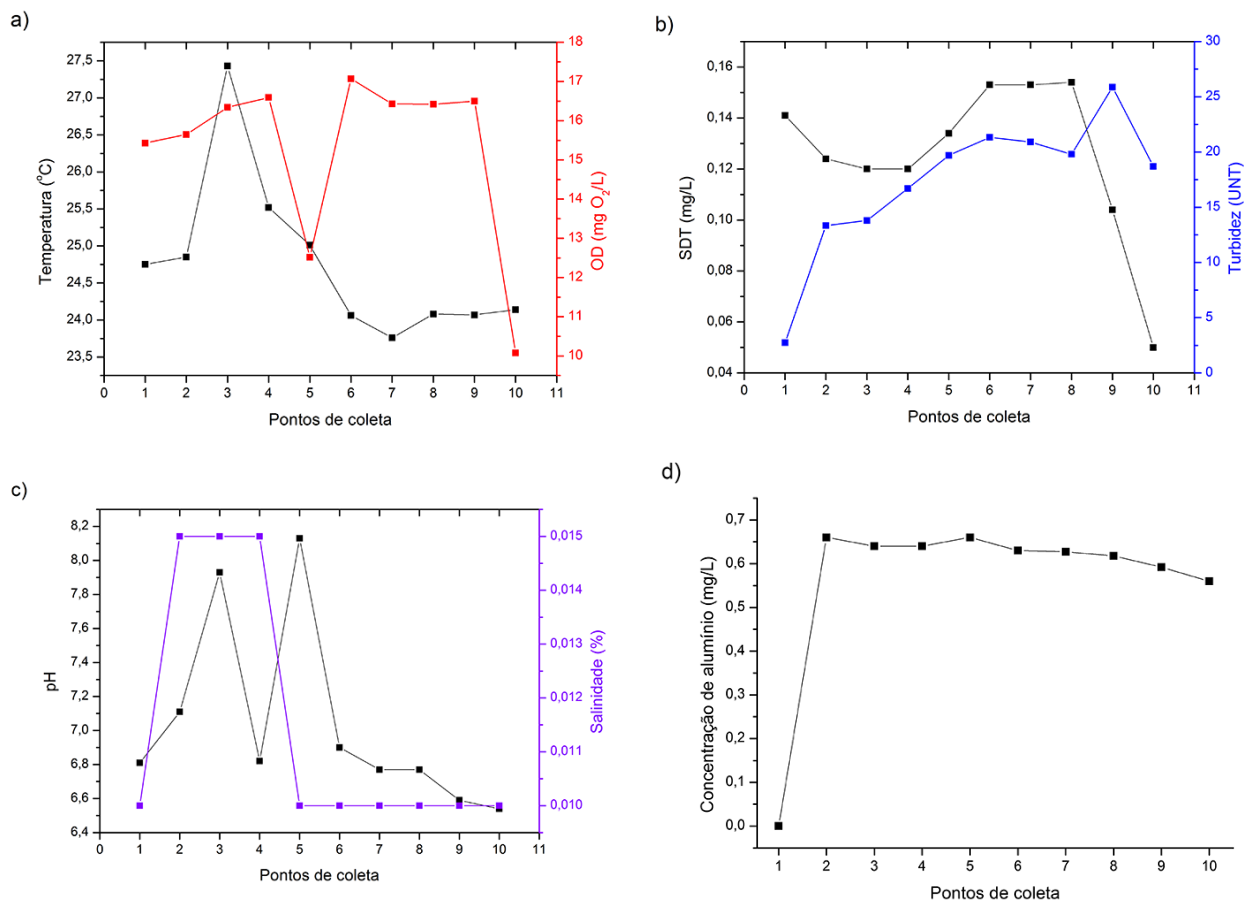 a)
18
17
16
15
14
13
12
11
10
27,5
27,0
26,5
26,0
25,5
25,0
24,5
24,0
23,5
Temperatura (°C)
OD (mg O₂/L)
0 1 2 3 4 5 6 7 8 9 10 11
Pontos de coleta
b)
30
25
20
15
10
5
0
0,16
0,14
0,12
0,10
0,08
0,06
0,04
SDT (mg/L)
Turbidez (UNT)
0 1 2 3 4 5 6 7 8 9 10 11
Pontos de coleta
c)
8,2
8,0
7,8
7,6
7,4
7,2
7,0
6,8
6,6
6,4
pH
0,015
0,014
0,013
0,012
0,011
0,010
Salinidade (%)
0 1 2 3 4 5 6 7 8 9 10 11
Pontos de coleta
d)
0,7
0,6
0,5
0,4
0,3
0,2
0,1
0,0
Concentração de alumínio (mg/L)
1 2 3 4 5 6 7 8 9 10
Pontos de coleta